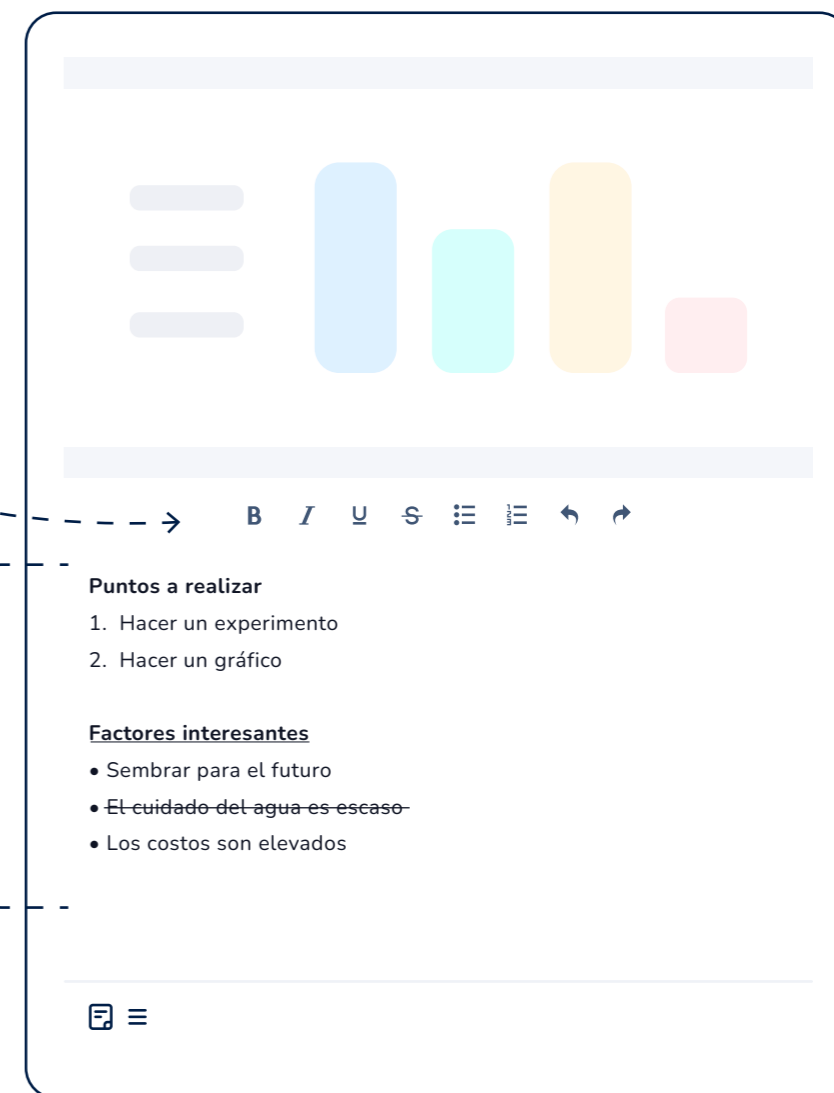 B I U S
Puntos a realizar
1. Hacer un experimento
2. Hacer un gráfico
Factores interesantes
• Sembrar para el futuro
• El cuidado del agua es escaso
• Los costos son elevados